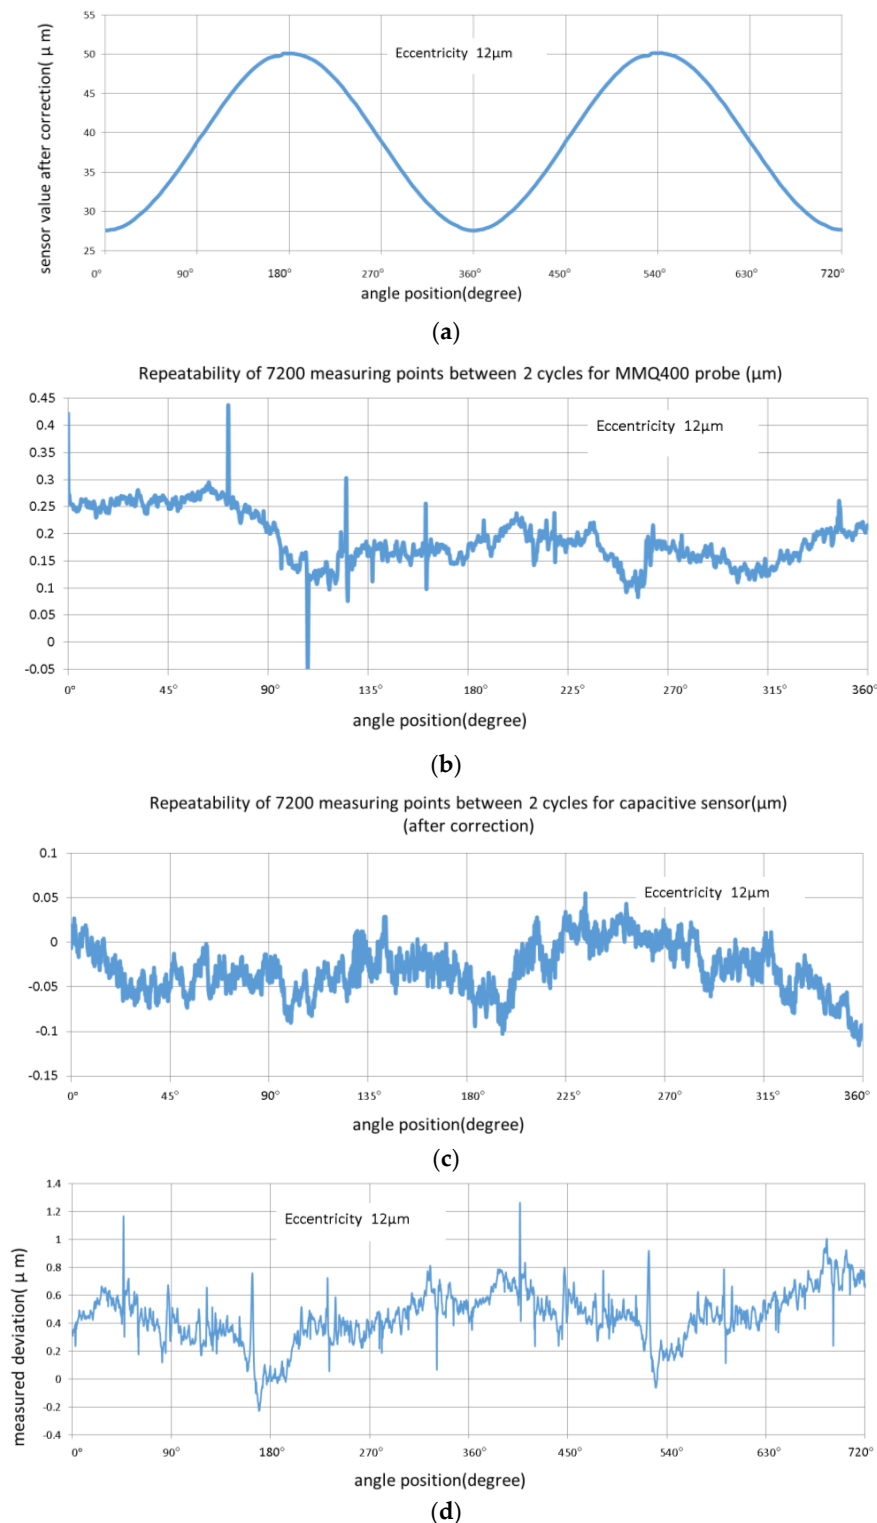 55
50
45
40
35
30
25
sensor value after correction( μ m)
Eccentricity 12μm
0° 90° 180° 270° 360° 450° 540° 630° 720°
angle position(degree)
(a)
Repeatability of 7200 measuring points between 2 cycles for MMQ400 probe (μm)
0.45
0.4
0.35
0.3
0.25
0.2
0.15
0.1
0.05
0
-0.05
Eccentricity 12μm
0° 45° 90° 135° 180° 225° 270° 315° 360°
angle position(degree)
(b)
Repeatability of 7200 measuring points between 2 cycles for capacitive sensor(μm)
(after correction)
0.1
0.05
0
-0.05
-0.1
-0.15
Eccentricity 12μm
0° 45° 90° 135° 180° 225° 270° 315° 360°
angle position(degree)
(c)
1.4
1.2
1
0.8
0.6
0.4
0.2
0
-0.2
-0.4
measured deviation( μ m)
Eccentricity 12μm
0° 90° 180° 270° 360° 450° 540° 630° 720°
angle position(degree)
(d)